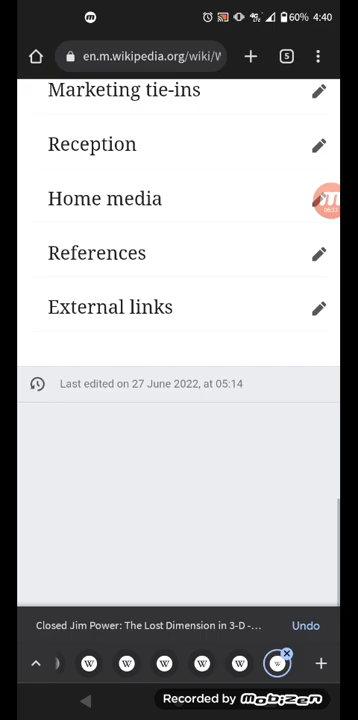 60% 4:40
en.m.wikipedia.org/wiki/W
5
Marketing tie-ins
Reception
Home media
References
External links
Last edited on 27 June 2022, at 05:14
Closed Jim Power: The Lost Dimension in 3-D -...
Undo
W W W W W W
Recorded by MOBIZEN